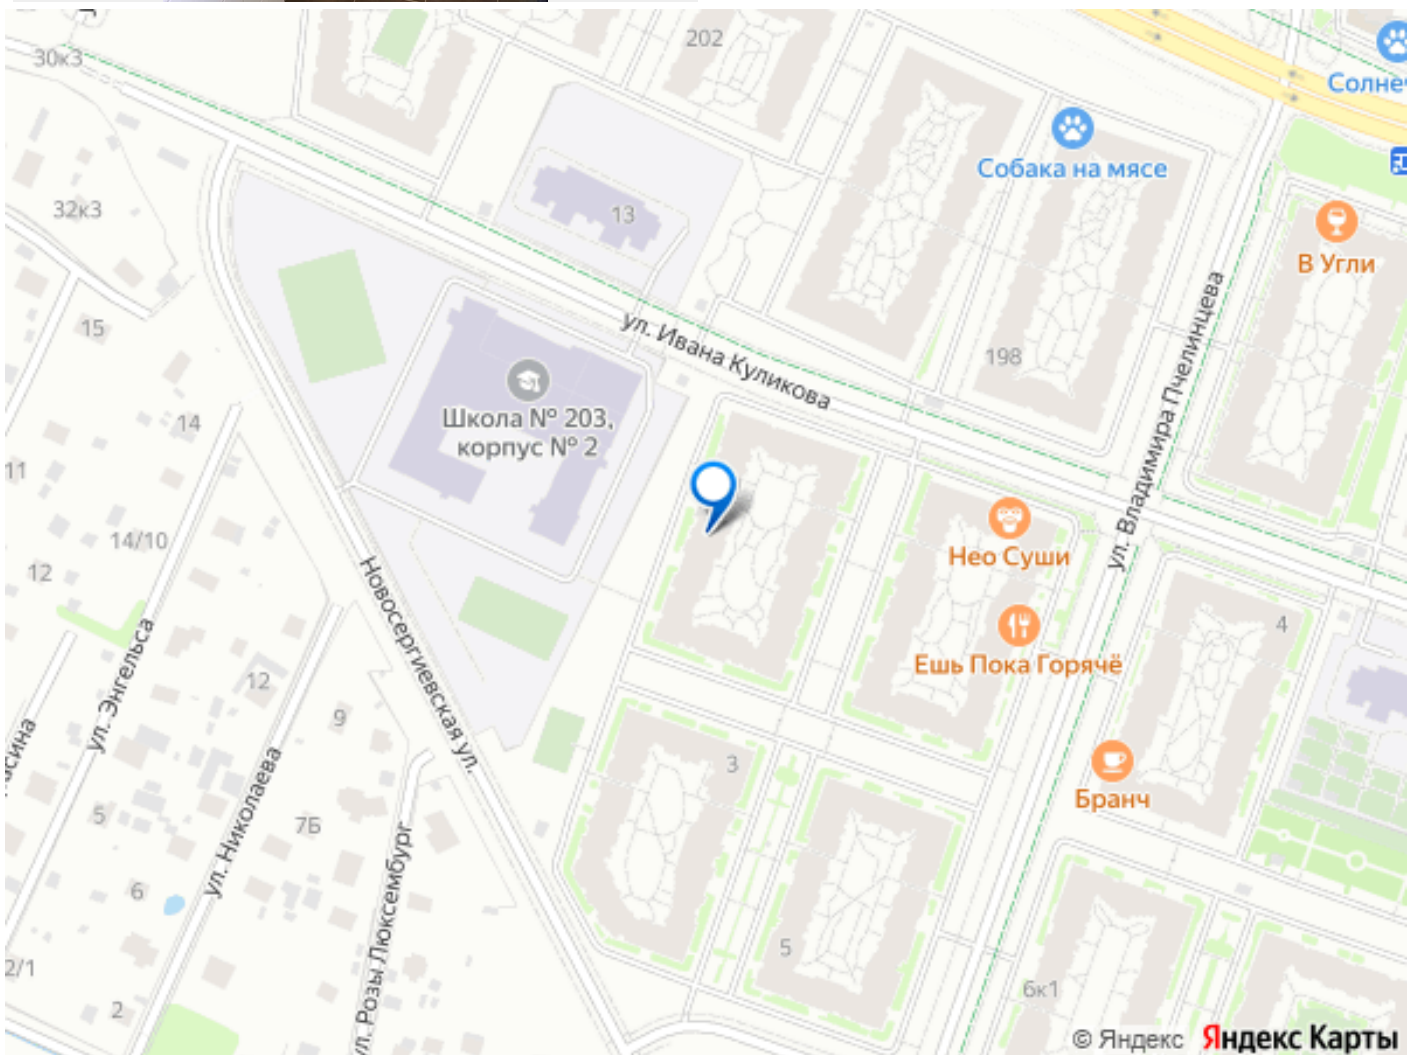 30к3
202
Солне
Собака на мясе
32к3
13
В Угли
15
ул. Ивана Куликова
198
ул. Владимира Пчелинцева
Школа № 203,
корпус № 2
14
11
14/10
12
Нео Суши
Новосергиевская ул.
4
Ешь Пока Горячё
ул. Энгельса
12
9
3
Бранч
ул. Николаева
5
7Б
ул. Розы Люксембург
6
5
2/1
2
6к1
© Яндекс Яндекс Карты